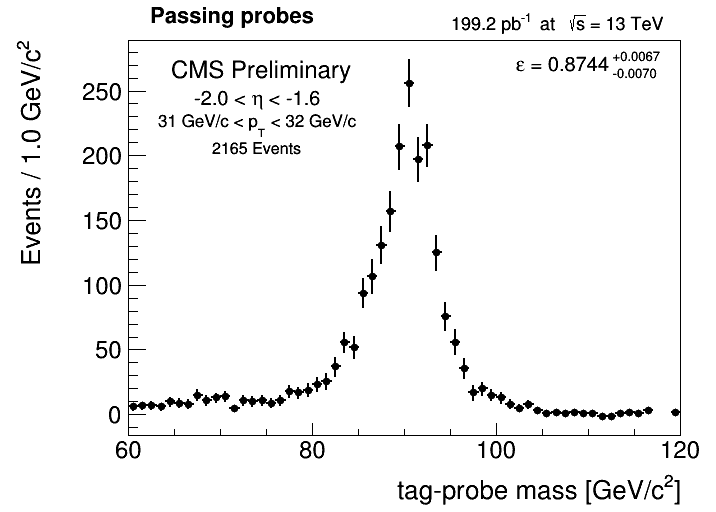 Passing probes
199.2 pb⁻¹ at √s = 13 TeV
CMS Preliminary
-2.0 < η < -1.6
31 GeV/c < p_T < 32 GeV/c
2165 Events
ε = 0.8744 +0.0067 -0.0070
Events / 1.0 GeV/c²
250
200
150
100
50
0
60 80 100 120
tag-probe mass [GeV/c²]